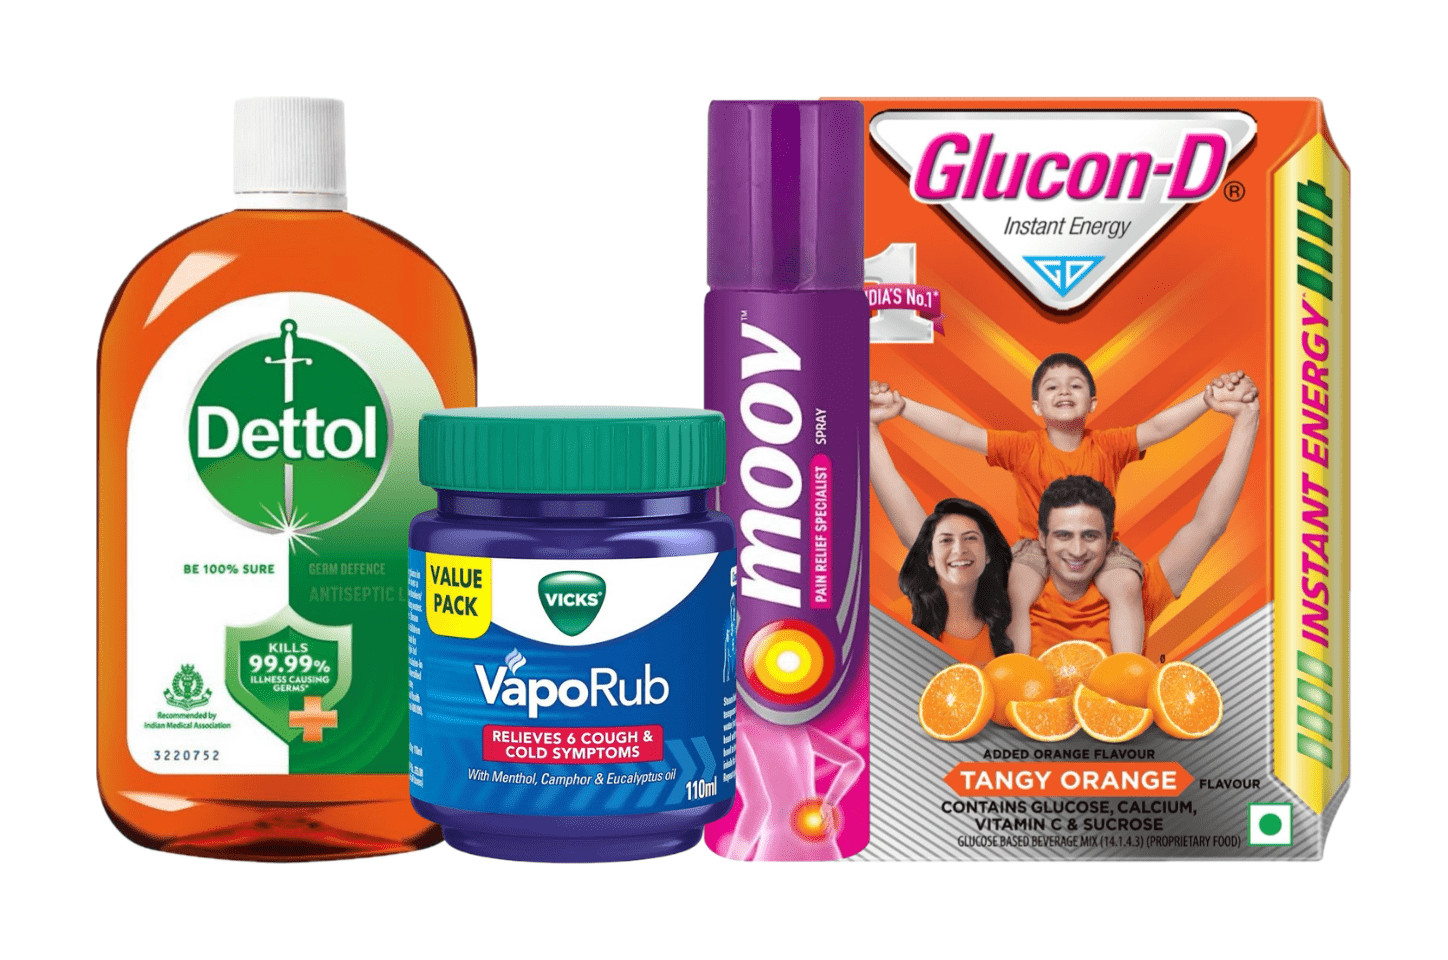 Dettol
BE 100% SURE
GERM DEFENCE
ANTISEPTIC
KILLS
99.99%
ILLNESS CAUSING
GERMS*
Recommended by
Indian Medical Association
3220752
VALUE
PACK
VICKS®
VapoRub
RELIEVES 6 COUGH &
COLD SYMPTOMS
With Menthol, Camphor & Eucalyptus oil
110ml
moov™
PAIN RELIEF SPECIALIST
SPRAY
Glucon-D®
Instant Energy
GD
1
DIA'S No.1*
INSTANT ENERGY
ADDED ORANGE FLAVOUR
TANGY ORANGE FLAVOUR
CONTAINS GLUCOSE, CALCIUM,
VITAMIN C & SUCROSE
GLUCOSE BASED BEVERAGE MIX (14.1.4.3) (PROPRIETARY FOOD)